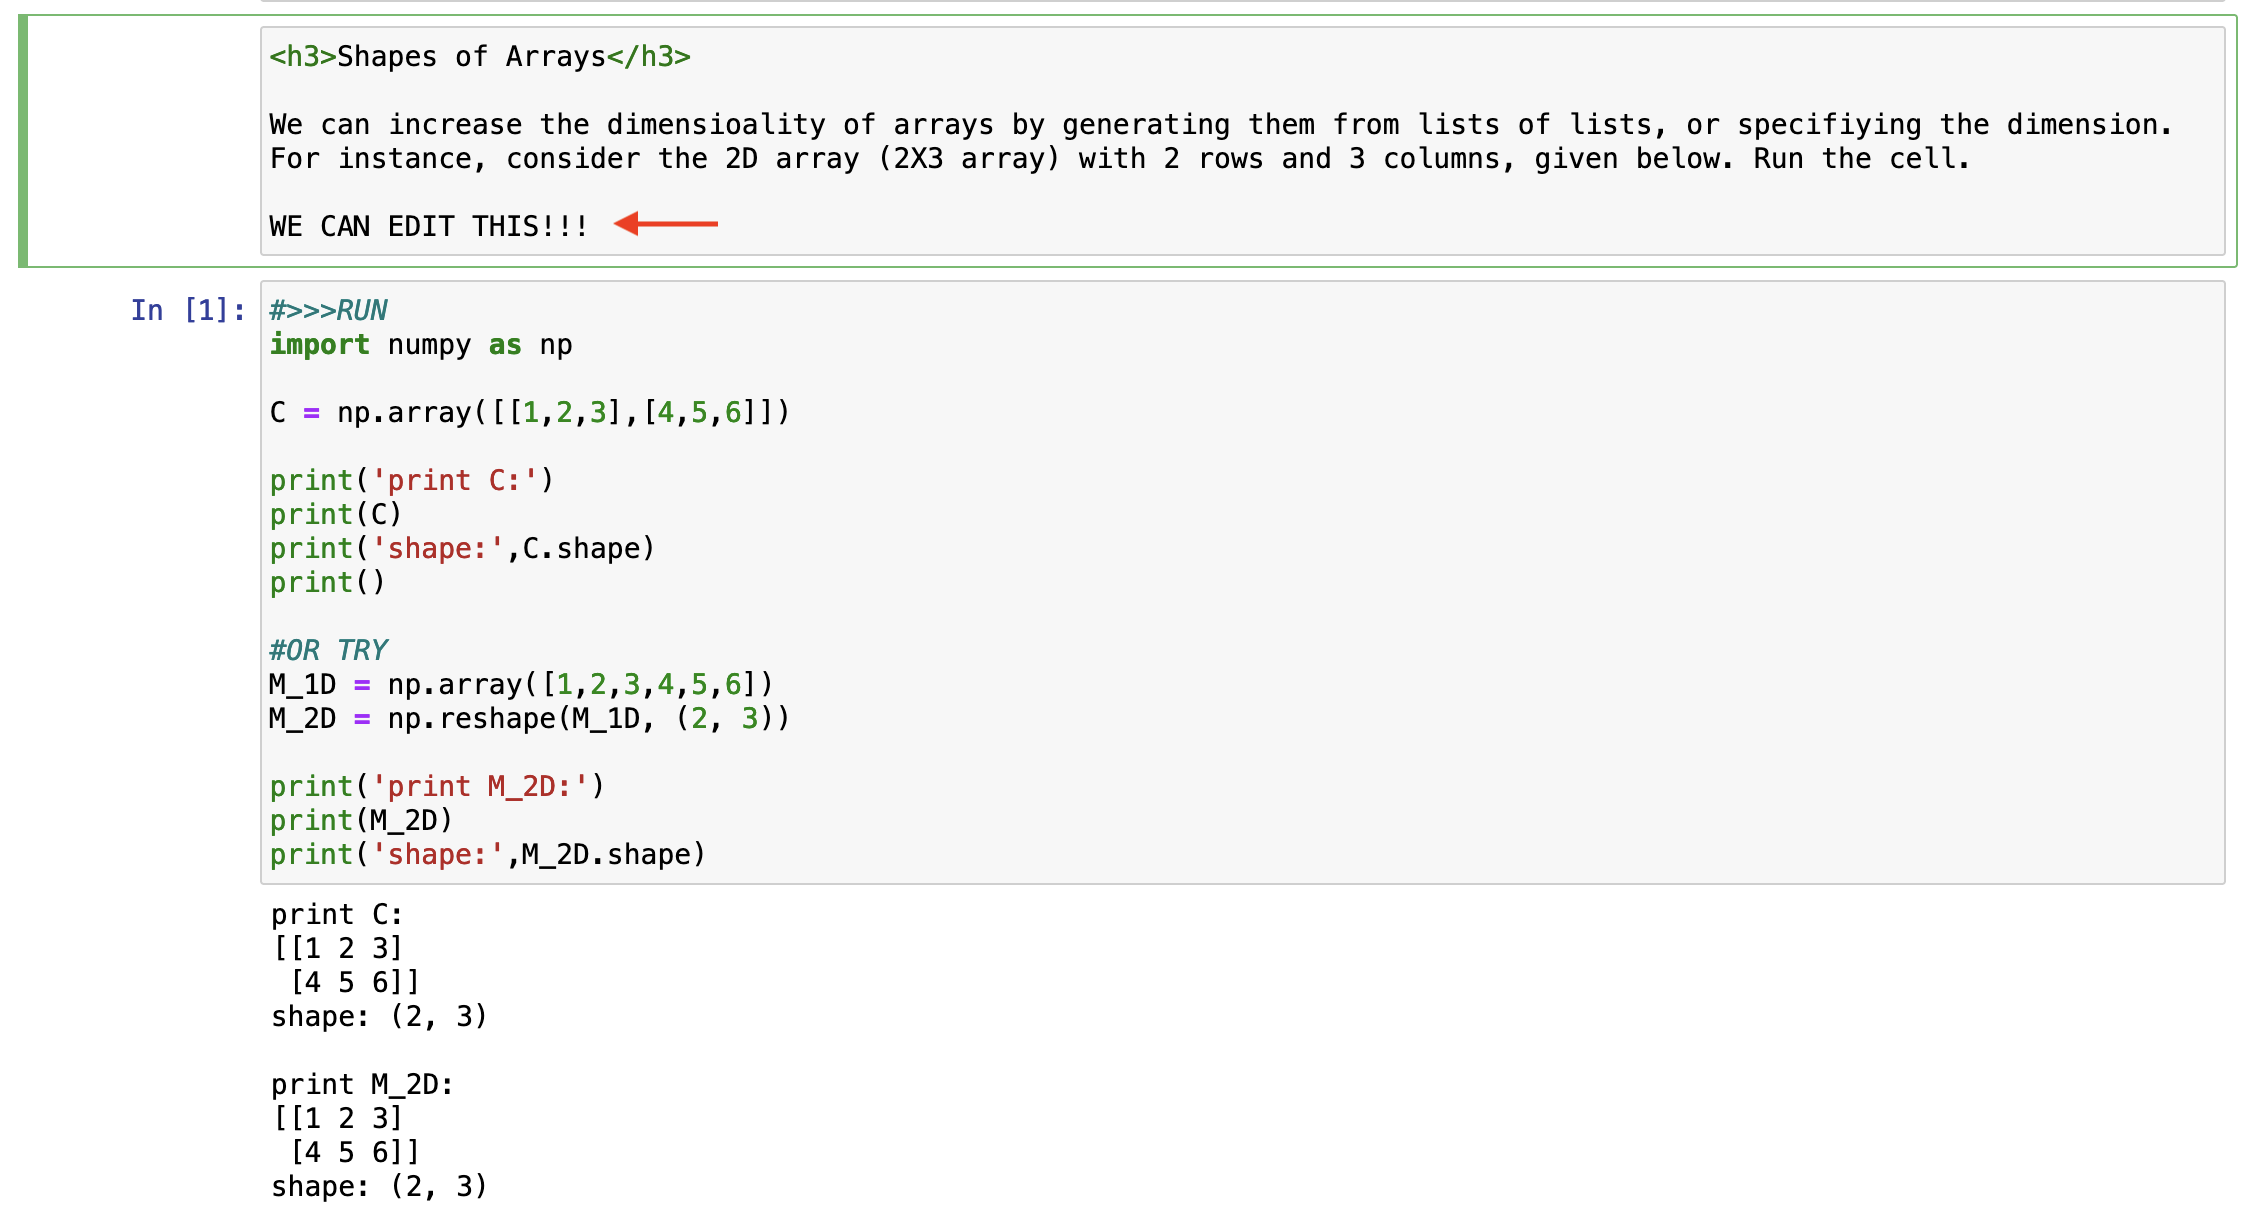 <h3>Shapes of Arrays</h3>
We can increase the dimensioality of arrays by generating them from lists of lists, or specifiying the dimension.
For instance, consider the 2D array (2X3 array) with 2 rows and 3 columns, given below. Run the cell.
WE CAN EDIT THIS!!!
In [1]: #>>>RUN
import numpy as np
C = np.array([[1,2,3],[4,5,6]])
print('print C:')
print(C)
print('shape:',C.shape)
print()
#OR TRY
M_1D = np.array([1,2,3,4,5,6])
M_2D = np.reshape(M_1D, (2, 3))
print('print M_2D:')
print(M_2D)
print('shape:',M_2D.shape)
print C:
[[1 2 3]
 [4 5 6]]
shape: (2, 3)
print M_2D:
[[1 2 3]
 [4 5 6]]
shape: (2, 3)